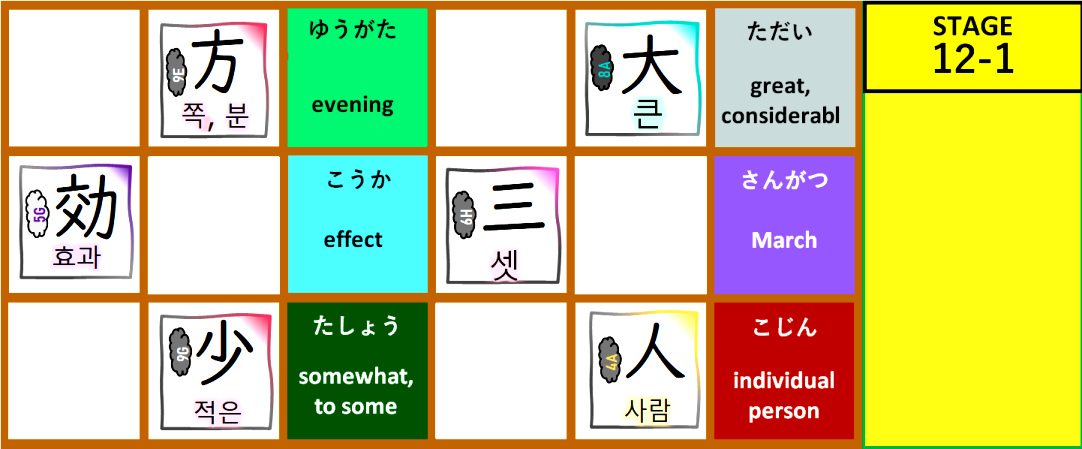 方
9E
쪽, 분
ゆうがた
evening
大
8A
큰
ただい
great,
considerabl
STAGE
12-1
効
5G
효과
こうか
effect
三
6H
셋
さんがつ
March
少
9G
적은
たしょう
somewhat,
to some
人
4A
사람
こじん
individual
person